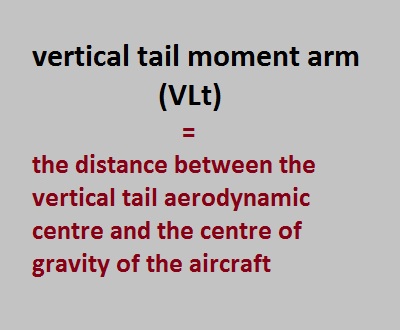 vertical tail moment arm
(VLt)
=
the distance between the
vertical tail aerodynamic
centre and the centre of
gravity of the aircraft